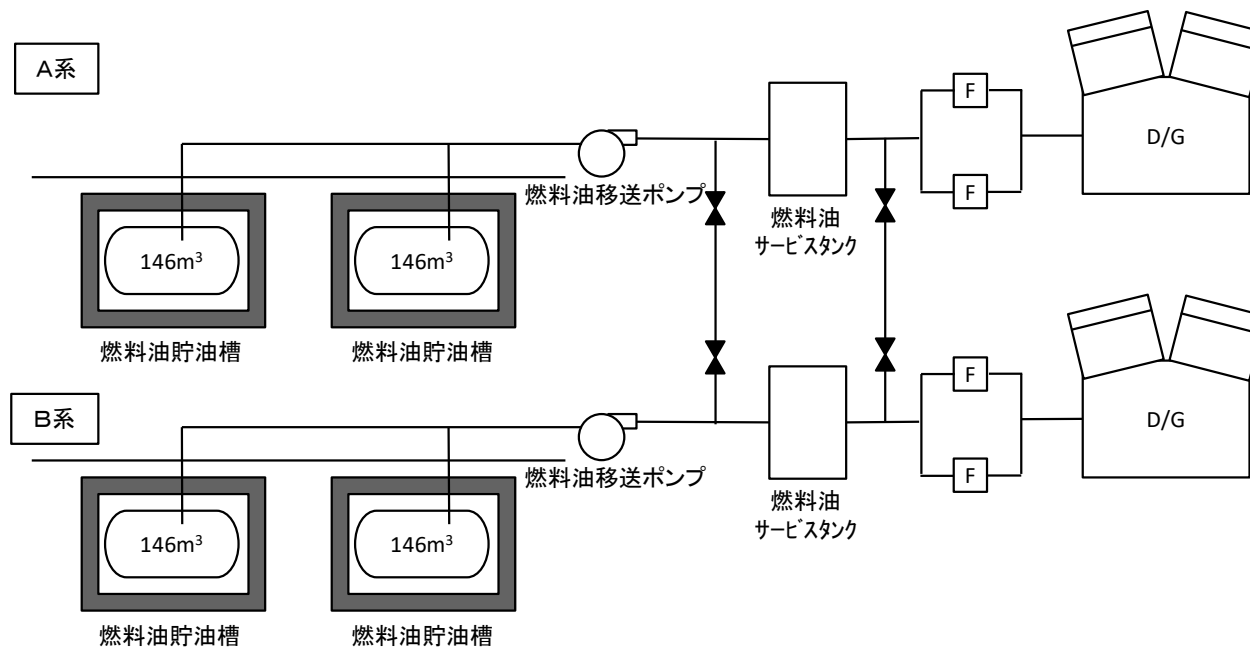 A系
F
D/G
F
燃料油移送ポンプ
燃料油
サービスタンク
146m³
146m³
燃料油貯油槽
燃料油貯油槽
B系
F
D/G
F
燃料油移送ポンプ
燃料油
サービスタンク
146m³
146m³
燃料油貯油槽
燃料油貯油槽